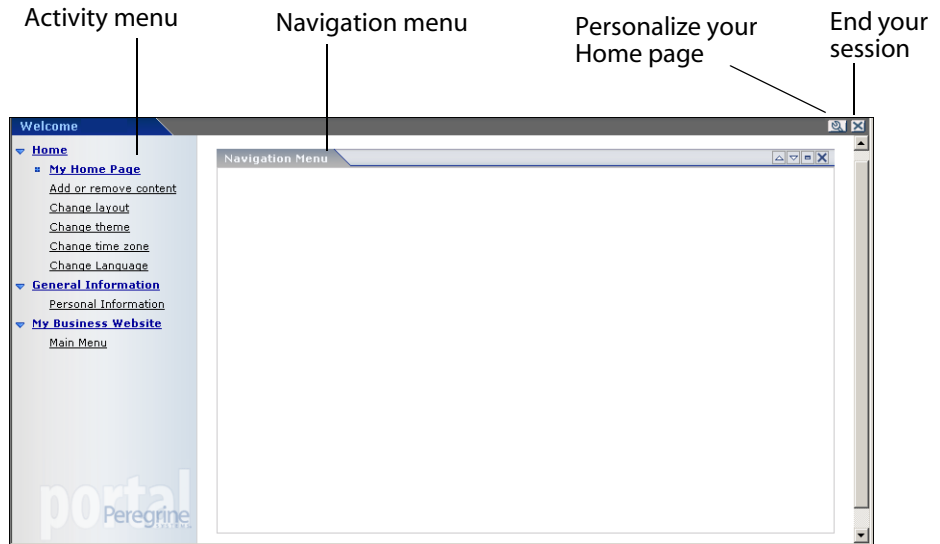 Activity menu
Navigation menu
Personalize your
Home page
End your
session
Welcome
Home
My Home Page
Add or remove content
Change layout
Change theme
Change time zone
Change Language
General Information
Personal Information
My Business Website
Main Menu
Navigation Menu
portal
Peregrine
SYSTEMS